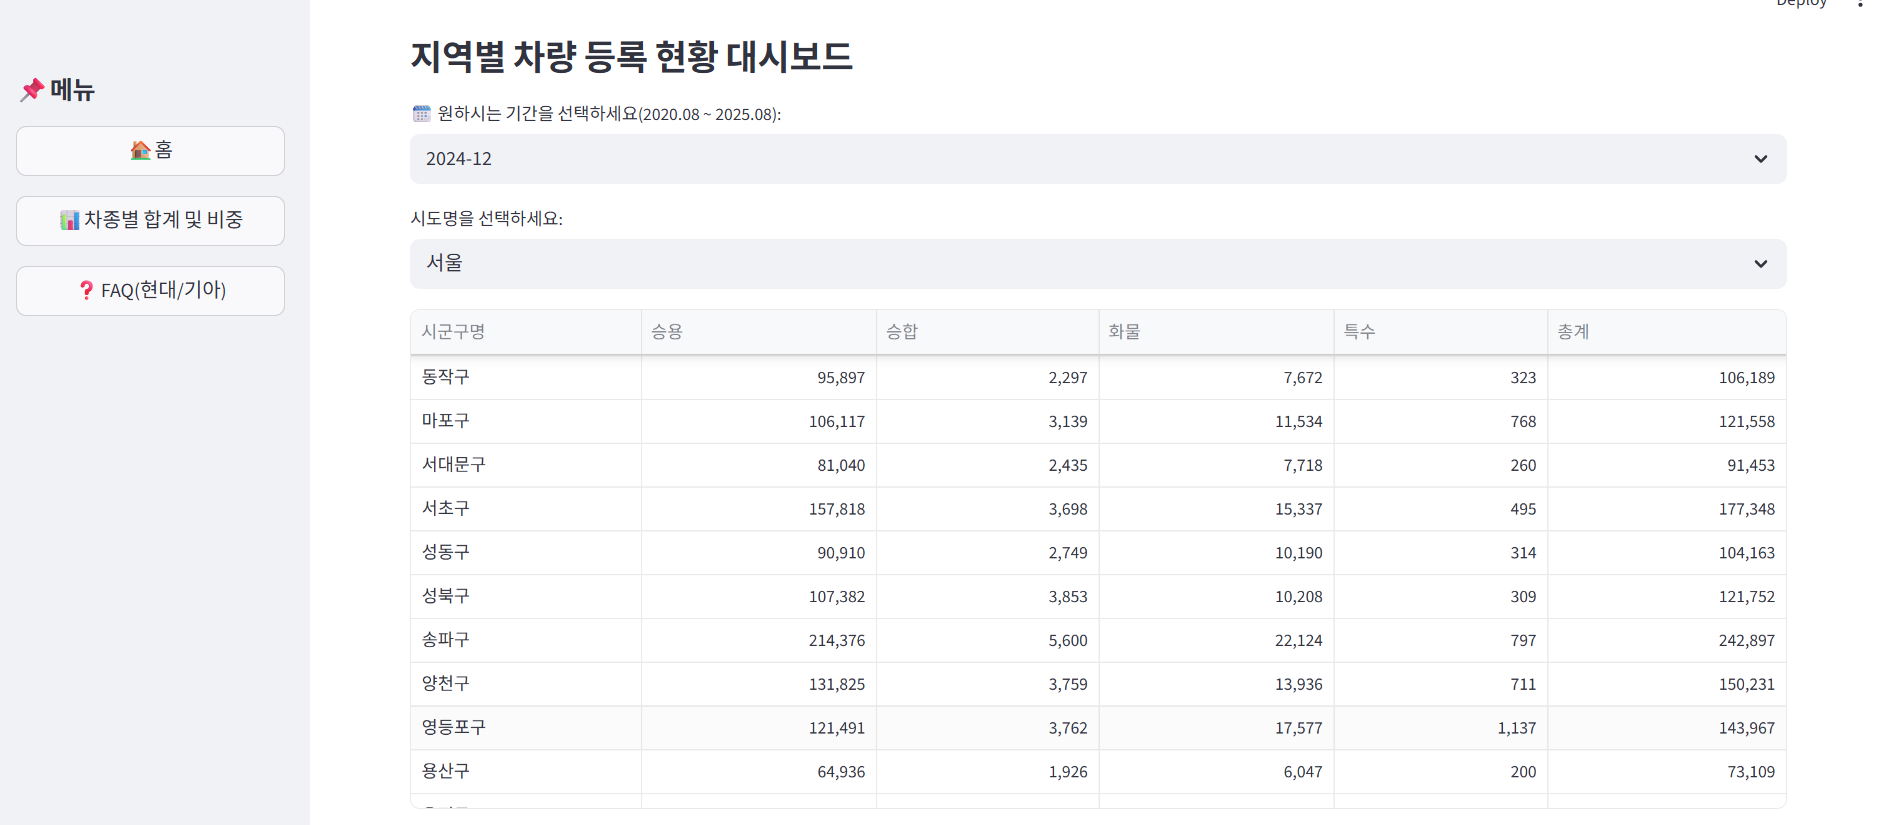 Deploy
지역별 차량 등록 현황 대시보드
📌 메뉴
🏠 홈
📊 차종별 합계 및 비중
❓ FAQ(현대/기아)
📅 원하시는 기간을 선택하세요(2020.08 ~ 2025.08):
2024-12
시도명을 선택하세요:
서울
시군구명 승용 승합 화물 특수 총계
동작구 95,897 2,297 7,672 323 106,189
마포구 106,117 3,139 11,534 768 121,558
서대문구 81,040 2,435 7,718 260 91,453
서초구 157,818 3,698 15,337 495 177,348
성동구 90,910 2,749 10,190 314 104,163
성북구 107,382 3,853 10,208 309 121,752
송파구 214,376 5,600 22,124 797 242,897
양천구 131,825 3,759 13,936 711 150,231
영등포구 121,491 3,762 17,577 1,137 143,967
용산구 64,936 1,926 6,047 200 73,109